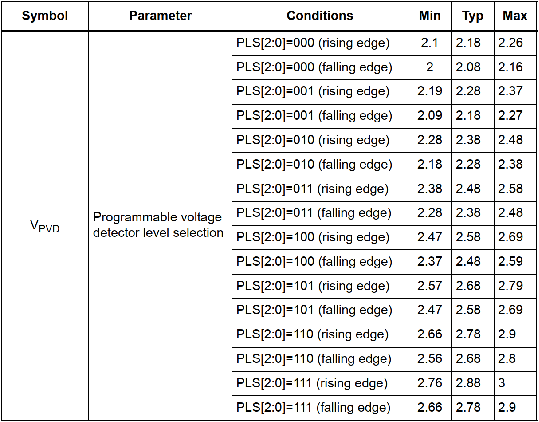 Symbol Parameter Conditions Min Typ Max
PLS[2:0]=000 (rising edge) 2.1 2.18 2.26
PLS[2:0]=000 (falling edge) 2 2.08 2.16
PLS[2:0]=001 (rising edge) 2.19 2.28 2.37
PLS[2:0]=001 (falling edge) 2.09 2.18 2.27
PLS[2:0]=010 (rising edge) 2.28 2.38 2.48
PLS[2:0]=010 (falling edge) 2.18 2.28 2.38
PLS[2:0]=011 (rising edge) 2.38 2.48 2.58
PLS[2:0]=011 (falling edge) 2.28 2.38 2.48
VPVD Programmable voltage detector level selection
PLS[2:0]=100 (rising edge) 2.47 2.58 2.69
PLS[2:0]=100 (falling edge) 2.37 2.48 2.59
PLS[2:0]=101 (rising edge) 2.57 2.68 2.79
PLS[2:0]=101 (falling edge) 2.47 2.58 2.69
PLS[2:0]=110 (rising edge) 2.66 2.78 2.9
PLS[2:0]=110 (falling edge) 2.56 2.68 2.8
PLS[2:0]=111 (rising edge) 2.76 2.88 3
PLS[2:0]=111 (falling edge) 2.66 2.78 2.9